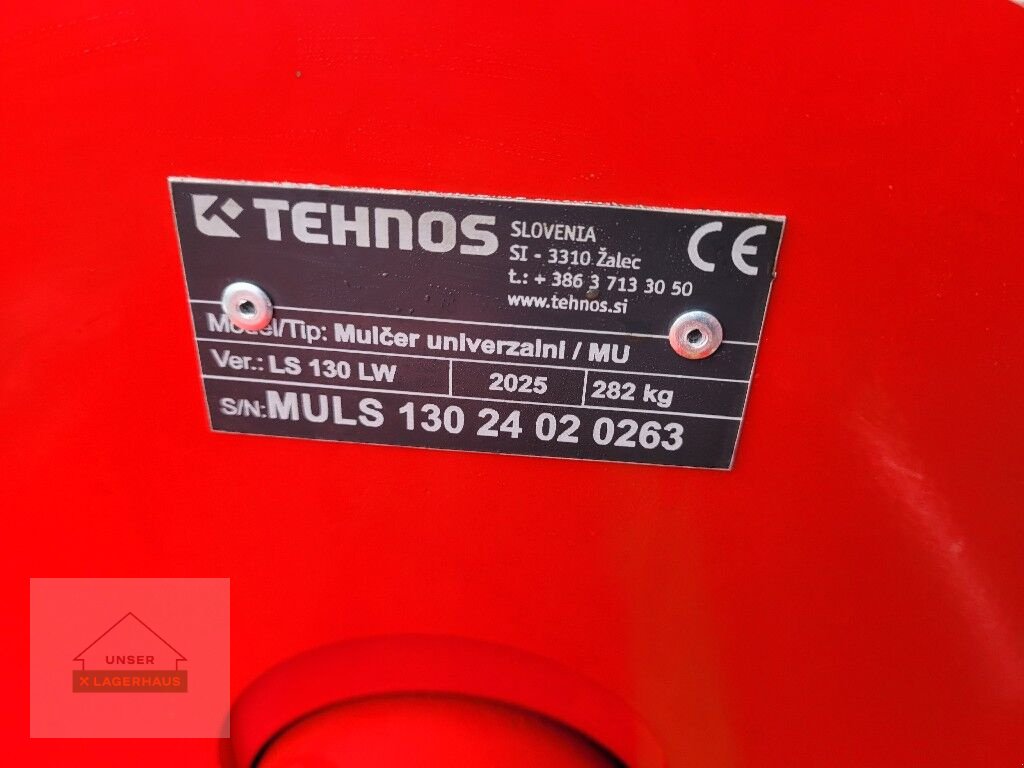 TEHNOS
SLOVENIA
SI - 3310 Žalec
t.: + 386 3 713 30 50
www.tehnos.si
CE
Model/Tip: Mulčer univerzalni / MU
Ver.: LS 130 LW 2025 282 kg
S/N: MULS 130 24 02 0263
UNSER
X LAGERHAUS